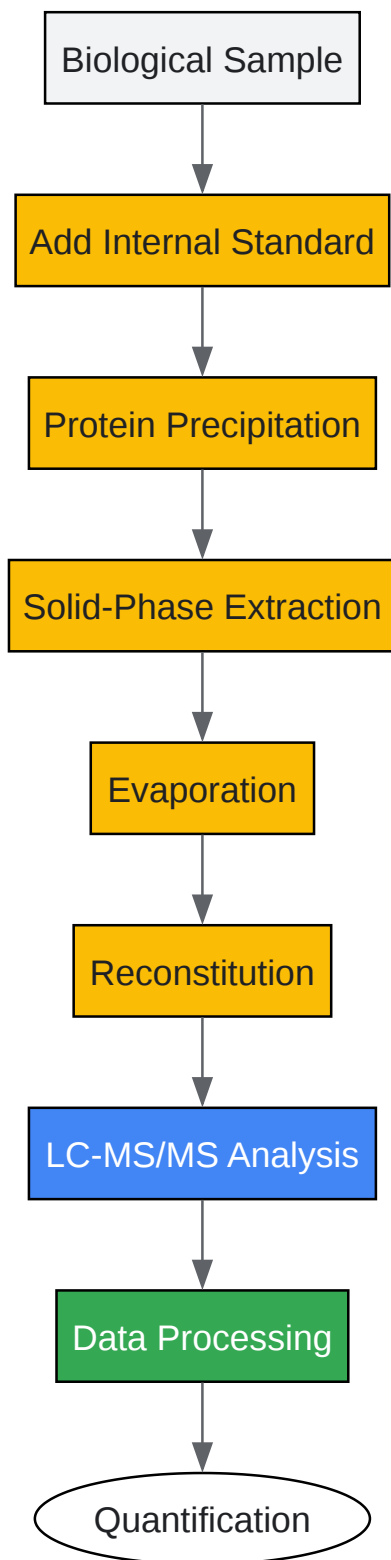 Biological Sample
Add Internal Standard
Protein Precipitation
Solid-Phase Extraction
Evaporation
Reconstitution
LC-MS/MS Analysis
Data Processing
Quantification